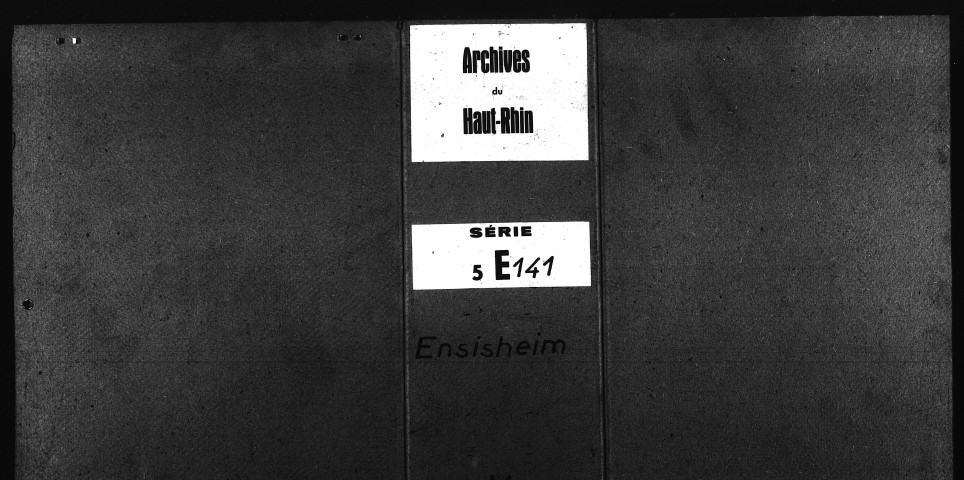 Archives
du
Haut-Rhin
SÉRIE
5 E141
Ensisheim